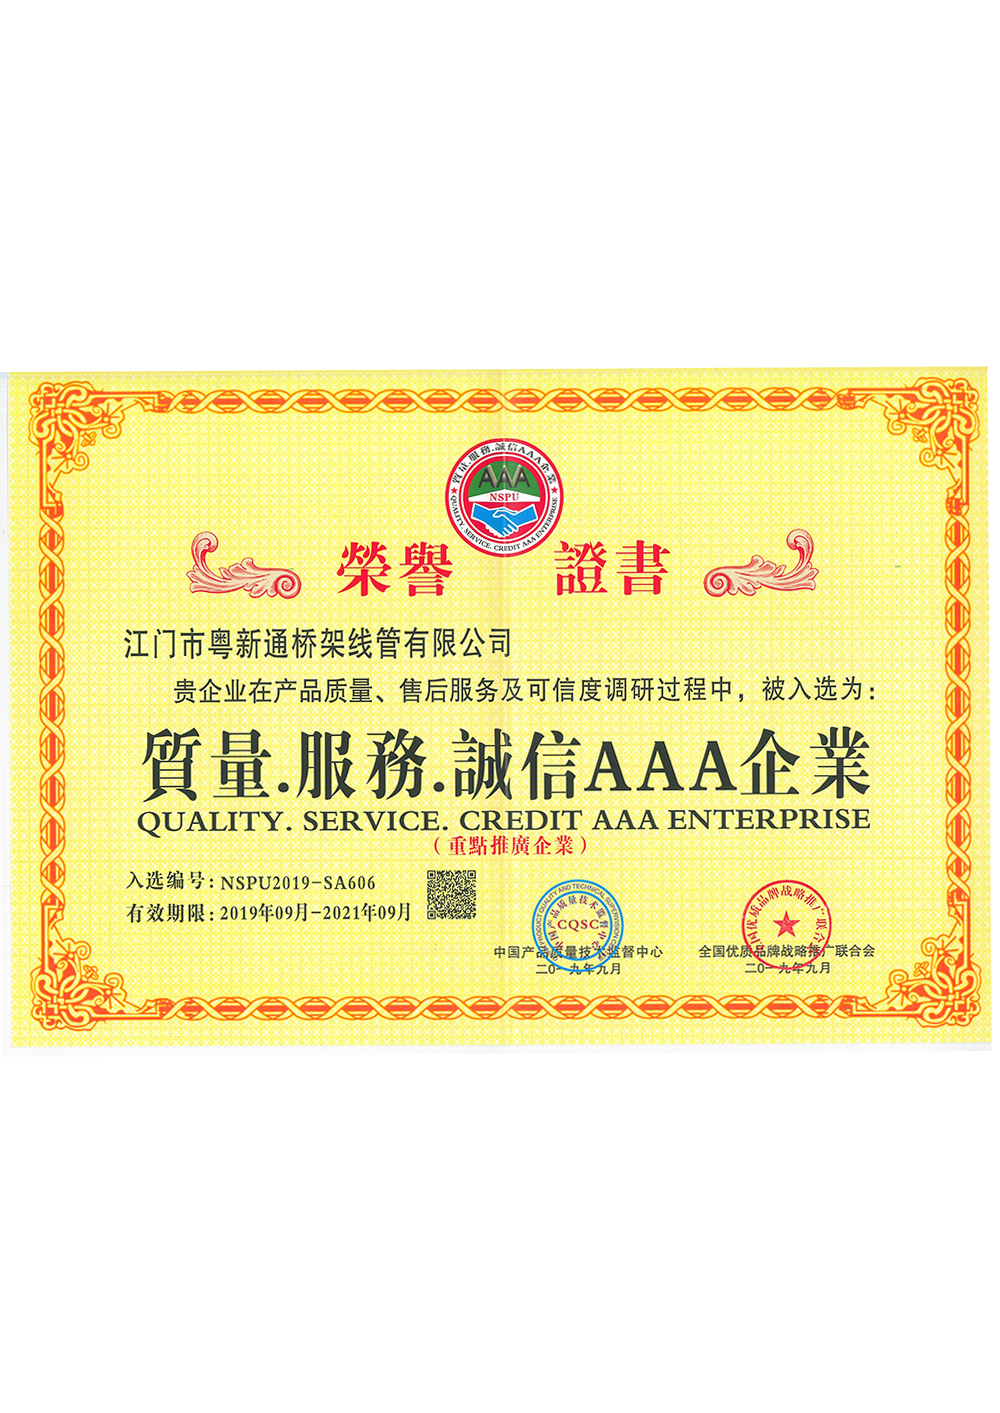 質量.服務.誠信AAA企業
AAA
NSPU
QUALITY. SERVICE. CREDIT AAA ENTERPRISE
榮譽 證書
江门市粤新通桥架线管有限公司
贵企业在产品质量、售后服务及可信度调研过程中，被入选为：
質量.服務.誠信AAA企業
QUALITY. SERVICE. CREDIT AAA ENTERPRISE
（重點推廣企業）
入选编号：NSPU2019-SA606
有效期限：2019年09月-2021年09月
CQSC
中国产品质量技术监督中心
二0一九年九月
全国优质品牌战略推广联合会
二0一九年九月